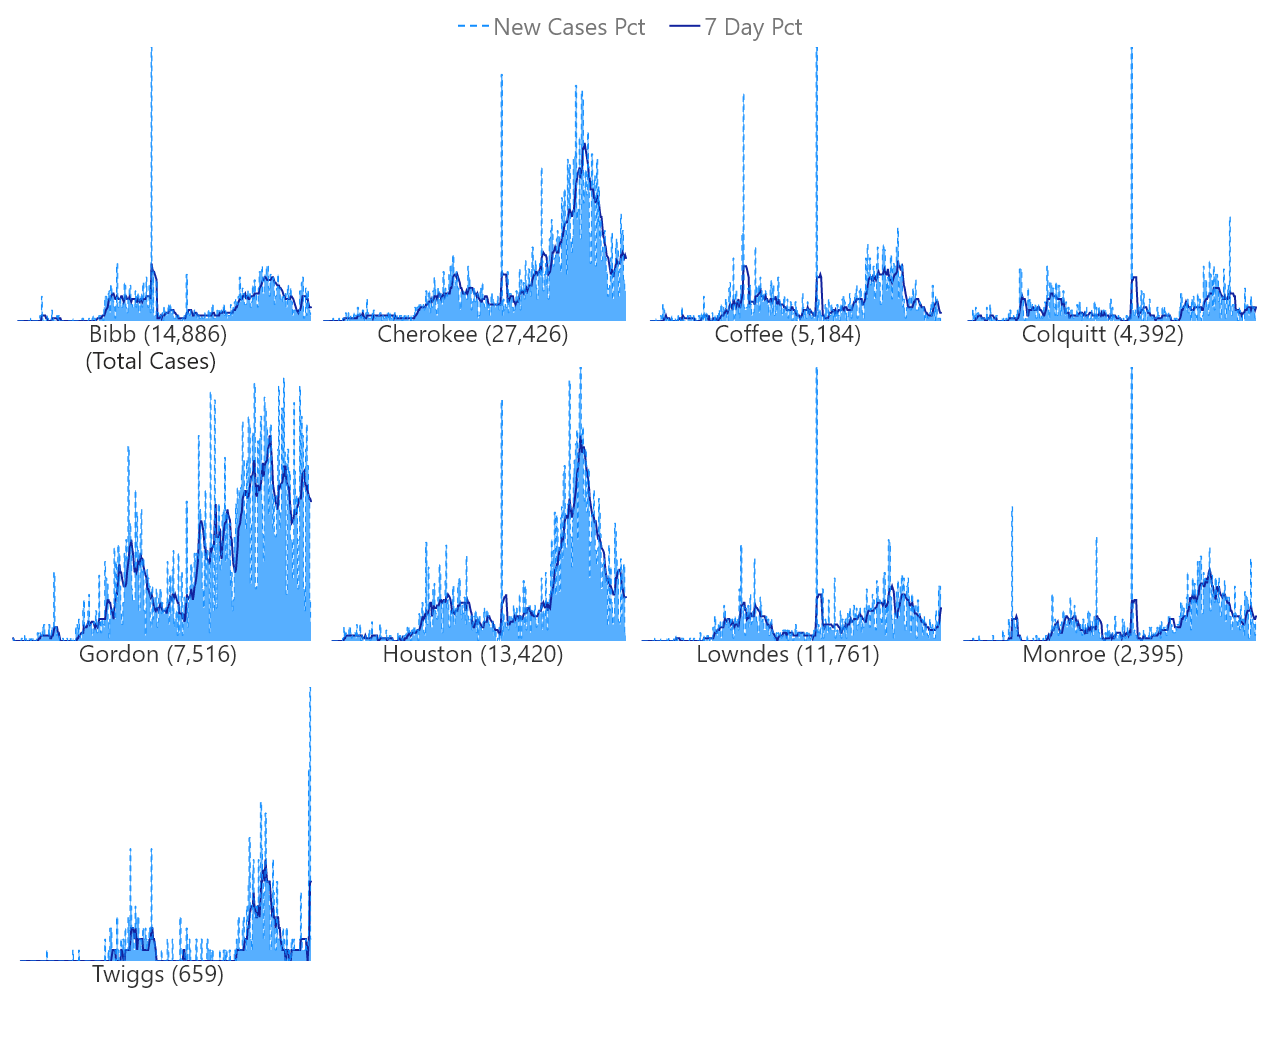 New Cases Pct 7 Day Pct
Bibb (14,886) Cherokee (27,426) Coffee (5,184) Colquitt (4,392)
(Total Cases)
Gordon (7,516) Houston (13,420) Lowndes (11,761) Monroe (2,395)
Twiggs (659)